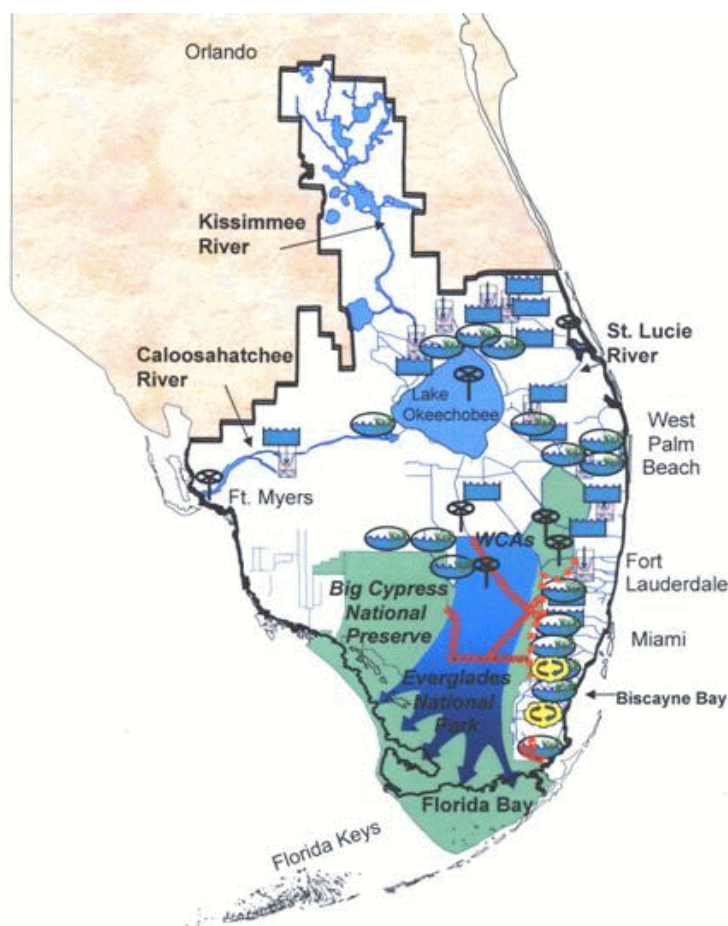 Orlando
Kissimmee
River
Caloosahatchee
River
St. Lucie
River
Lake
Okeechobee
West
Palm
Beach
Ft. Myers
WCAs
Fort
Lauderdale
Big Cypress
National
Preserve
Miami
Everglades
National
Park
Biscayne Bay
Florida Bay
Florida Keys